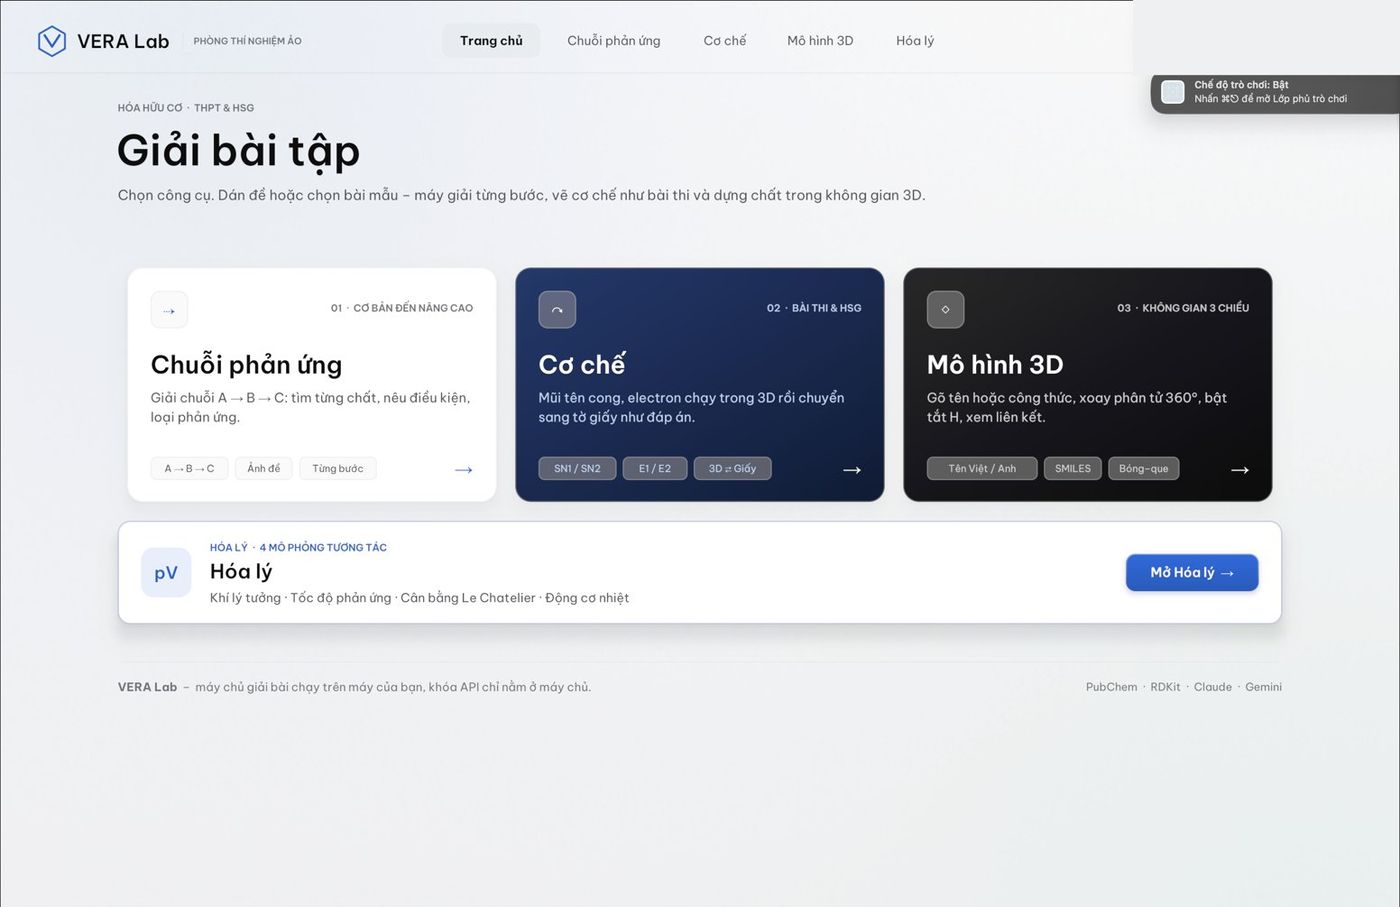 VERA Lab
PHÒNG THÍ NGHIỆM ẢO
Trang chủ
Chuỗi phản ứng
Cơ chế
Mô hình 3D
Hóa lý
Chế độ trò chơi: Bật
Nhấn ⌘⎋ để mở Lớp phủ trò chơi
HÓA HỮU CƠ · THPT & HSG
Giải bài tập
Chọn công cụ. Dán đề hoặc chọn bài mẫu – máy giải từng bước, vẽ cơ chế như bài thi và dựng chất trong không gian 3D.
01 · CƠ BẢN ĐẾN NÂNG CAO
Chuỗi phản ứng
Giải chuỗi A → B → C: tìm từng chất, nêu điều kiện,
loại phản ứng.
A → B → C
Ảnh đề
Từng bước
→
02 · BÀI THI & HSG
Cơ chế
Mũi tên cong, electron chạy trong 3D rồi chuyển
sang tờ giấy như đáp án.
SN1 / SN2
E1 / E2
3D ⇄ Giấy
→
03 · KHÔNG GIAN 3 CHIỀU
Mô hình 3D
Gõ tên hoặc công thức, xoay phân tử 360°, bật
tắt H, xem liên kết.
Tên Việt / Anh
SMILES
Bóng–que
→
pV
HÓA LÝ · 4 MÔ PHỎNG TƯƠNG TÁC
Hóa lý
Khí lý tưởng · Tốc độ phản ứng · Cân bằng Le Chatelier · Động cơ nhiệt
Mở Hóa lý →
VERA Lab – máy chủ giải bài chạy trên máy của bạn, khóa API chỉ nằm ở máy chủ.
PubChem · RDKit · Claude · Gemini